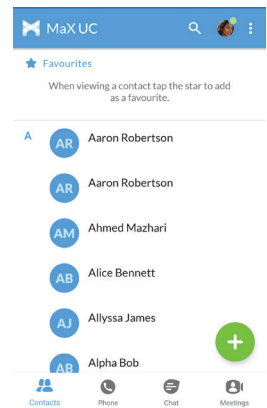 MaX UC
Favourites
When viewing a contact tap the star to add
as a favourite.
A
AR Aaron Robertson
AR Aaron Robertson
AM Ahmed Mazhari
AB Alice Bennett
AJ Allyssa James
AB Alpha Bob
Contacts Phone Chat Meetings